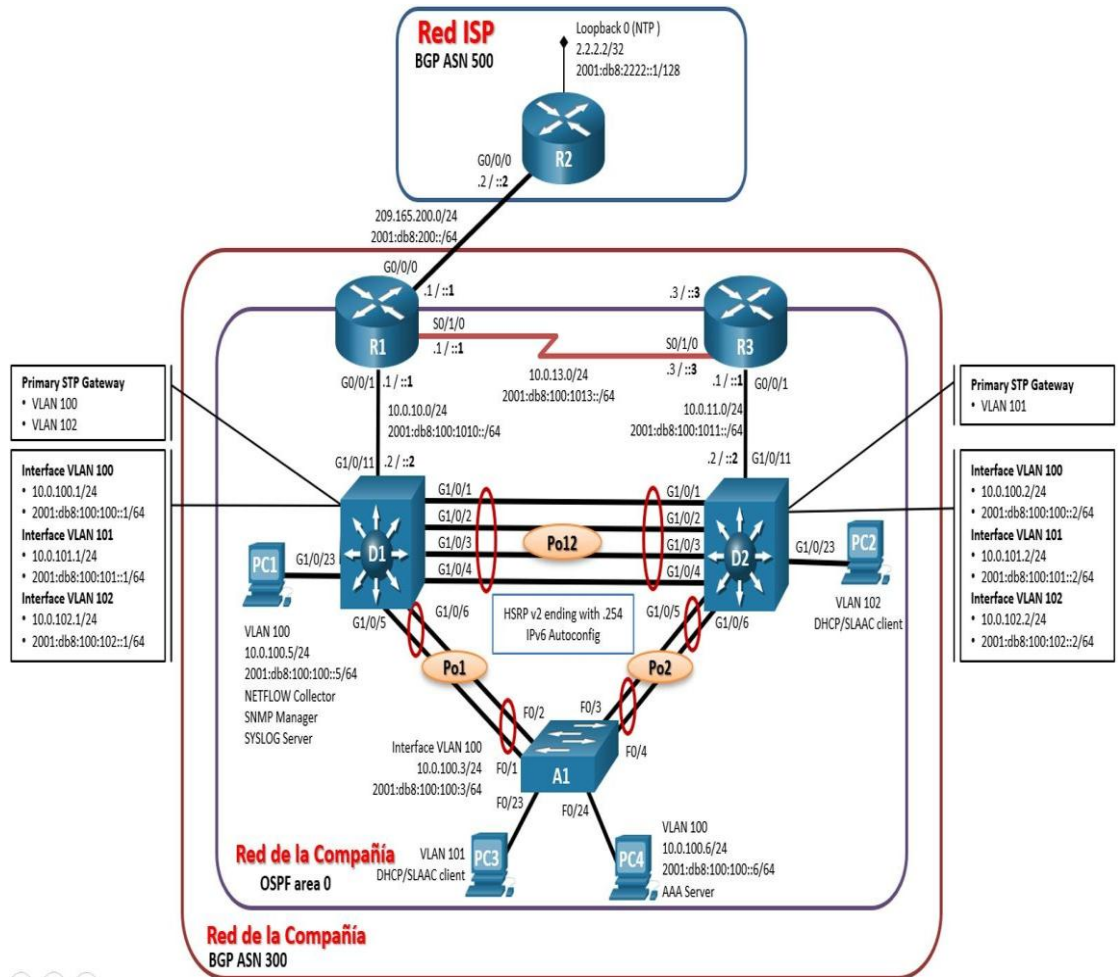 Red ISP
BGP ASN 500
Loopback 0 (NTP )
2.2.2.2/32
2001:db8:2222::1/128
R2
G0/0/0
.2 / ::2
209.165.200.0/24
2001:db8:200::/64
G0/0/0
.1 / ::1
R1
S0/1/0
.1 / ::1
.3 / ::3
R3
S0/1/0
.3 / ::3
10.0.13.0/24
2001:db8:100:1013::/64
G0/0/1
.1 / ::1
10.0.10.0/24
2001:db8:100:1010::/64
G1/0/11
.2 / ::2
.1 / ::1
G0/0/1
10.0.11.0/24
2001:db8:100:1011::/64
.2 / ::2
G1/0/11
Primary STP Gateway
• VLAN 100
• VLAN 102
Interface VLAN 100
• 10.0.100.1/24
• 2001:db8:100:100::1/64
Interface VLAN 101
• 10.0.101.1/24
• 2001:db8:100:101::1/64
Interface VLAN 102
• 10.0.102.1/24
• 2001:db8:100:102::1/64
Primary STP Gateway
• VLAN 101
Interface VLAN 100
• 10.0.100.2/24
• 2001:db8:100:100::2/64
Interface VLAN 101
• 10.0.101.2/24
• 2001:db8:100:101::2/64
Interface VLAN 102
• 10.0.102.2/24
• 2001:db8:100:102::2/64
D1
G1/0/1
G1/0/2
G1/0/3
G1/0/4
Po12
G1/0/1
G1/0/2
G1/0/3
G1/0/4
D2
PC1
G1/0/23
G1/0/23
PC2
VLAN 102
DHCP/SLAAC client
G1/0/5
G1/0/6
HSRP v2 ending with .254
IPv6 Autoconfig
G1/0/5
G1/0/6
VLAN 100
10.0.100.5/24
2001:db8:100:100::5/64
NETFLOW Collector
SNMP Manager
SYSLOG Server
Po1
Po2
F0/2
F0/3
F0/1
F0/4
Interface VLAN 100
10.0.100.3/24
2001:db8:100:100:3/64
A1
F0/23
F0/24
VLAN 101
DHCP/SLAAC client
PC3
PC4
VLAN 100
10.0.100.6/24
2001:db8:100:100::6/64
AAA Server
Red de la Compañía
OSPF area 0
Red de la Compañía
BGP ASN 300